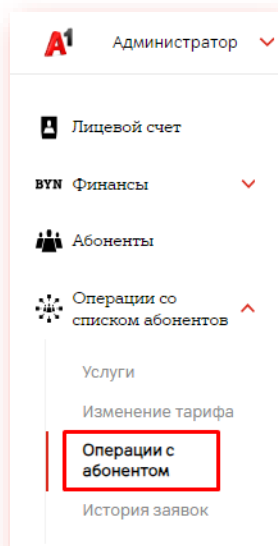 A1
Администратор
Лицевой счет
BYN Финансы
Абоненты
Операции со
списком абонентов
Услуги
Изменение тарифа
Операции с
абонентом
История заявок